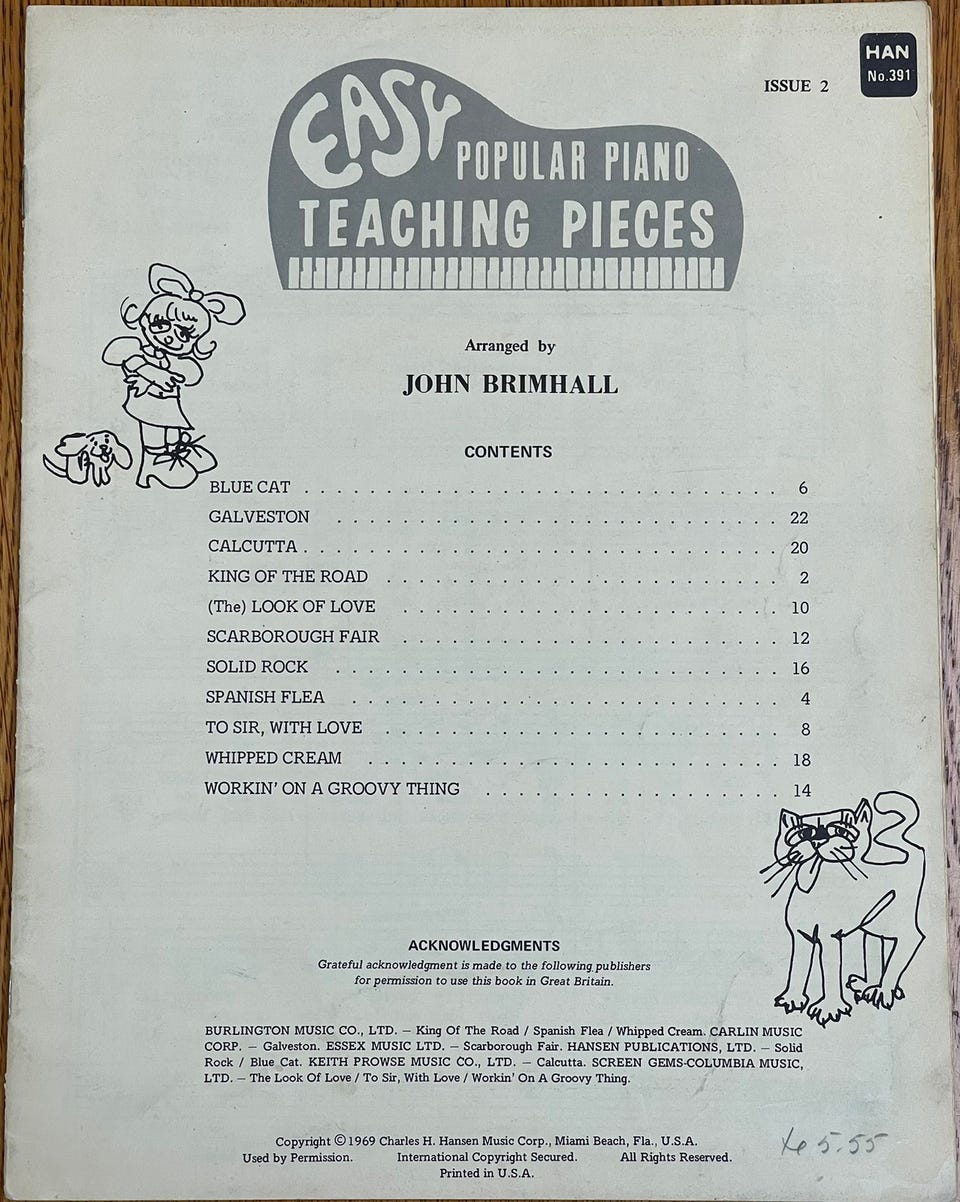 HAN
No.391
ISSUE 2
EASY
POPULAR PIANO
TEACHING PIECES
Arranged by
JOHN BRIMHALL
CONTENTS
BLUE CAT . . . . . . . . . . . . . . . . . . . . . . . . . . . . . 6
GALVESTON . . . . . . . . . . . . . . . . . . . . . . . . . . . 22
CALCUTTA . . . . . . . . . . . . . . . . . . . . . . . . . . . . . 20
KING OF THE ROAD . . . . . . . . . . . . . . . . . . . . . . . . 2
(The) LOOK OF LOVE . . . . . . . . . . . . . . . . . . . . . . . 10
SCARBOROUGH FAIR . . . . . . . . . . . . . . . . . . . . . . . 12
SOLID ROCK . . . . . . . . . . . . . . . . . . . . . . . . . . . 16
SPANISH FLEA . . . . . . . . . . . . . . . . . . . . . . . . . . 4
TO SIR, WITH LOVE . . . . . . . . . . . . . . . . . . . . . . . . 8
WHIPPED CREAM . . . . . . . . . . . . . . . . . . . . . . . . . 18
WORKIN' ON A GROOVY THING . . . . . . . . . . . . . . . . . . 14
ACKNOWLEDGMENTS
Grateful acknowledgment is made to the following publishers
for permission to use this book in Great Britain.
BURLINGTON MUSIC CO., LTD. — King Of The Road / Spanish Flea / Whipped Cream. CARLIN MUSIC
CORP. — Galveston. ESSEX MUSIC LTD. — Scarborough Fair. HANSEN PUBLICATIONS, LTD. — Solid
Rock / Blue Cat. KEITH PROWSE MUSIC CO., LTD. — Calcutta. SCREEN GEMS-COLUMBIA MUSIC,
LTD. — The Look Of Love / To Sir, With Love / Workin' On A Groovy Thing.
Copyright © 1969 Charles H. Hansen Music Corp., Miami Beach, Fla., U.S.A.
Used by Permission. International Copyright Secured. All Rights Reserved.
Printed in U.S.A.
5.55